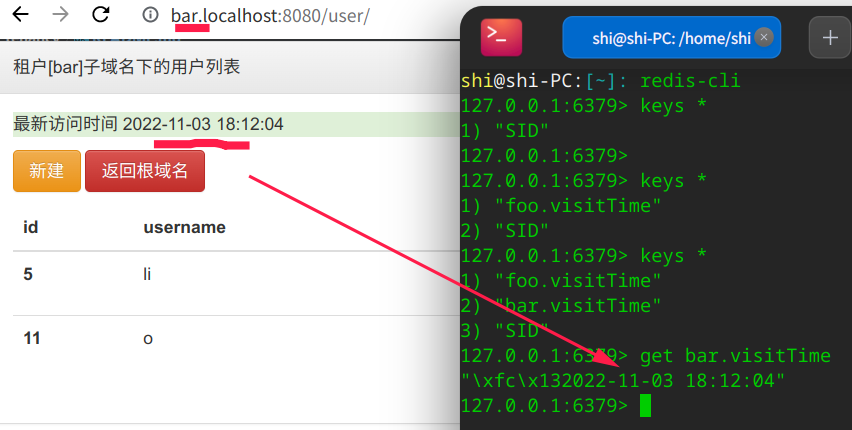 bar.localhost:8080/user/
租户[bar]子域名下的用户列表
最新访问时间 2022-11-03 18:12:04
新建 返回根域名
id username
5 li
11 o
shi@shi-PC: /home/shi
shi@shi-PC:[~]: redis-cli
127.0.0.1:6379> keys *
1) "SID"
127.0.0.1:6379>
127.0.0.1:6379> keys *
1) "foo.visitTime"
2) "SID"
127.0.0.1:6379> keys *
1) "foo.visitTime"
2) "bar.visitTime"
3) "SID"
127.0.0.1:6379> get bar.visitTime
"\xfc\x132022-11-03 18:12:04"
127.0.0.1:6379>